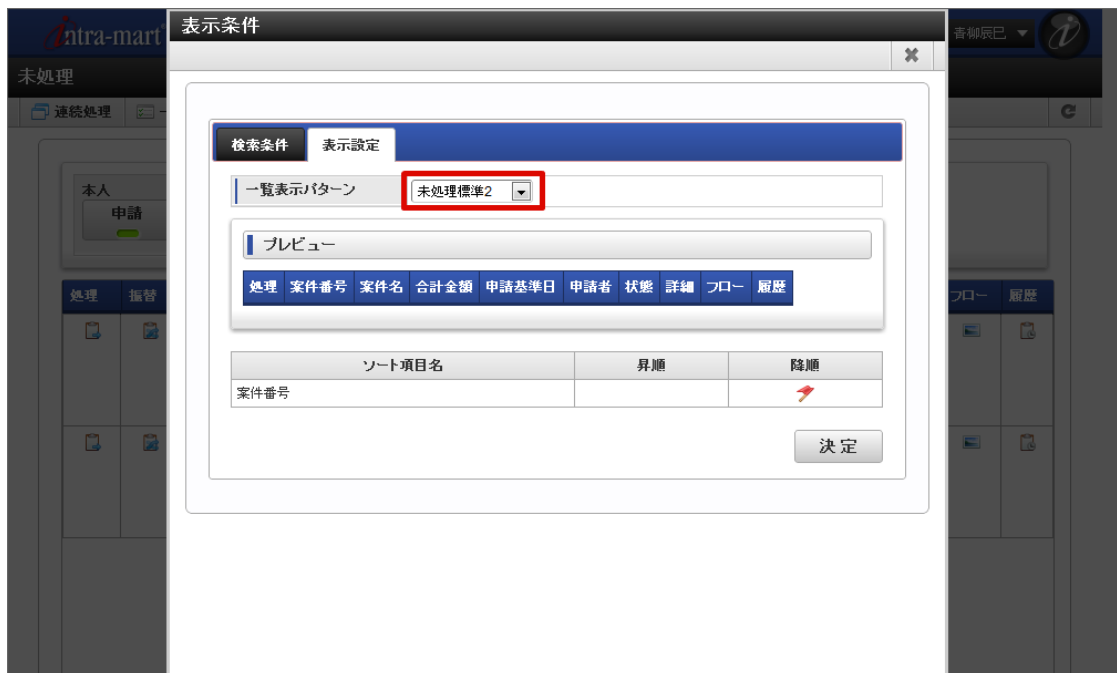 intra-mart
表示条件
青柳辰巳
未処理
連続処理
検索条件
表示設定
一覧表示パターン
未処理標準2
本人
申請
プレビュー
処理 案件番号 案件名 合計金額 申請基準日 申請者 状態 詳細 フロー 履歴
処理 振替
フロー 履歴
ソート項目名 昇順 降順
案件番号
決定